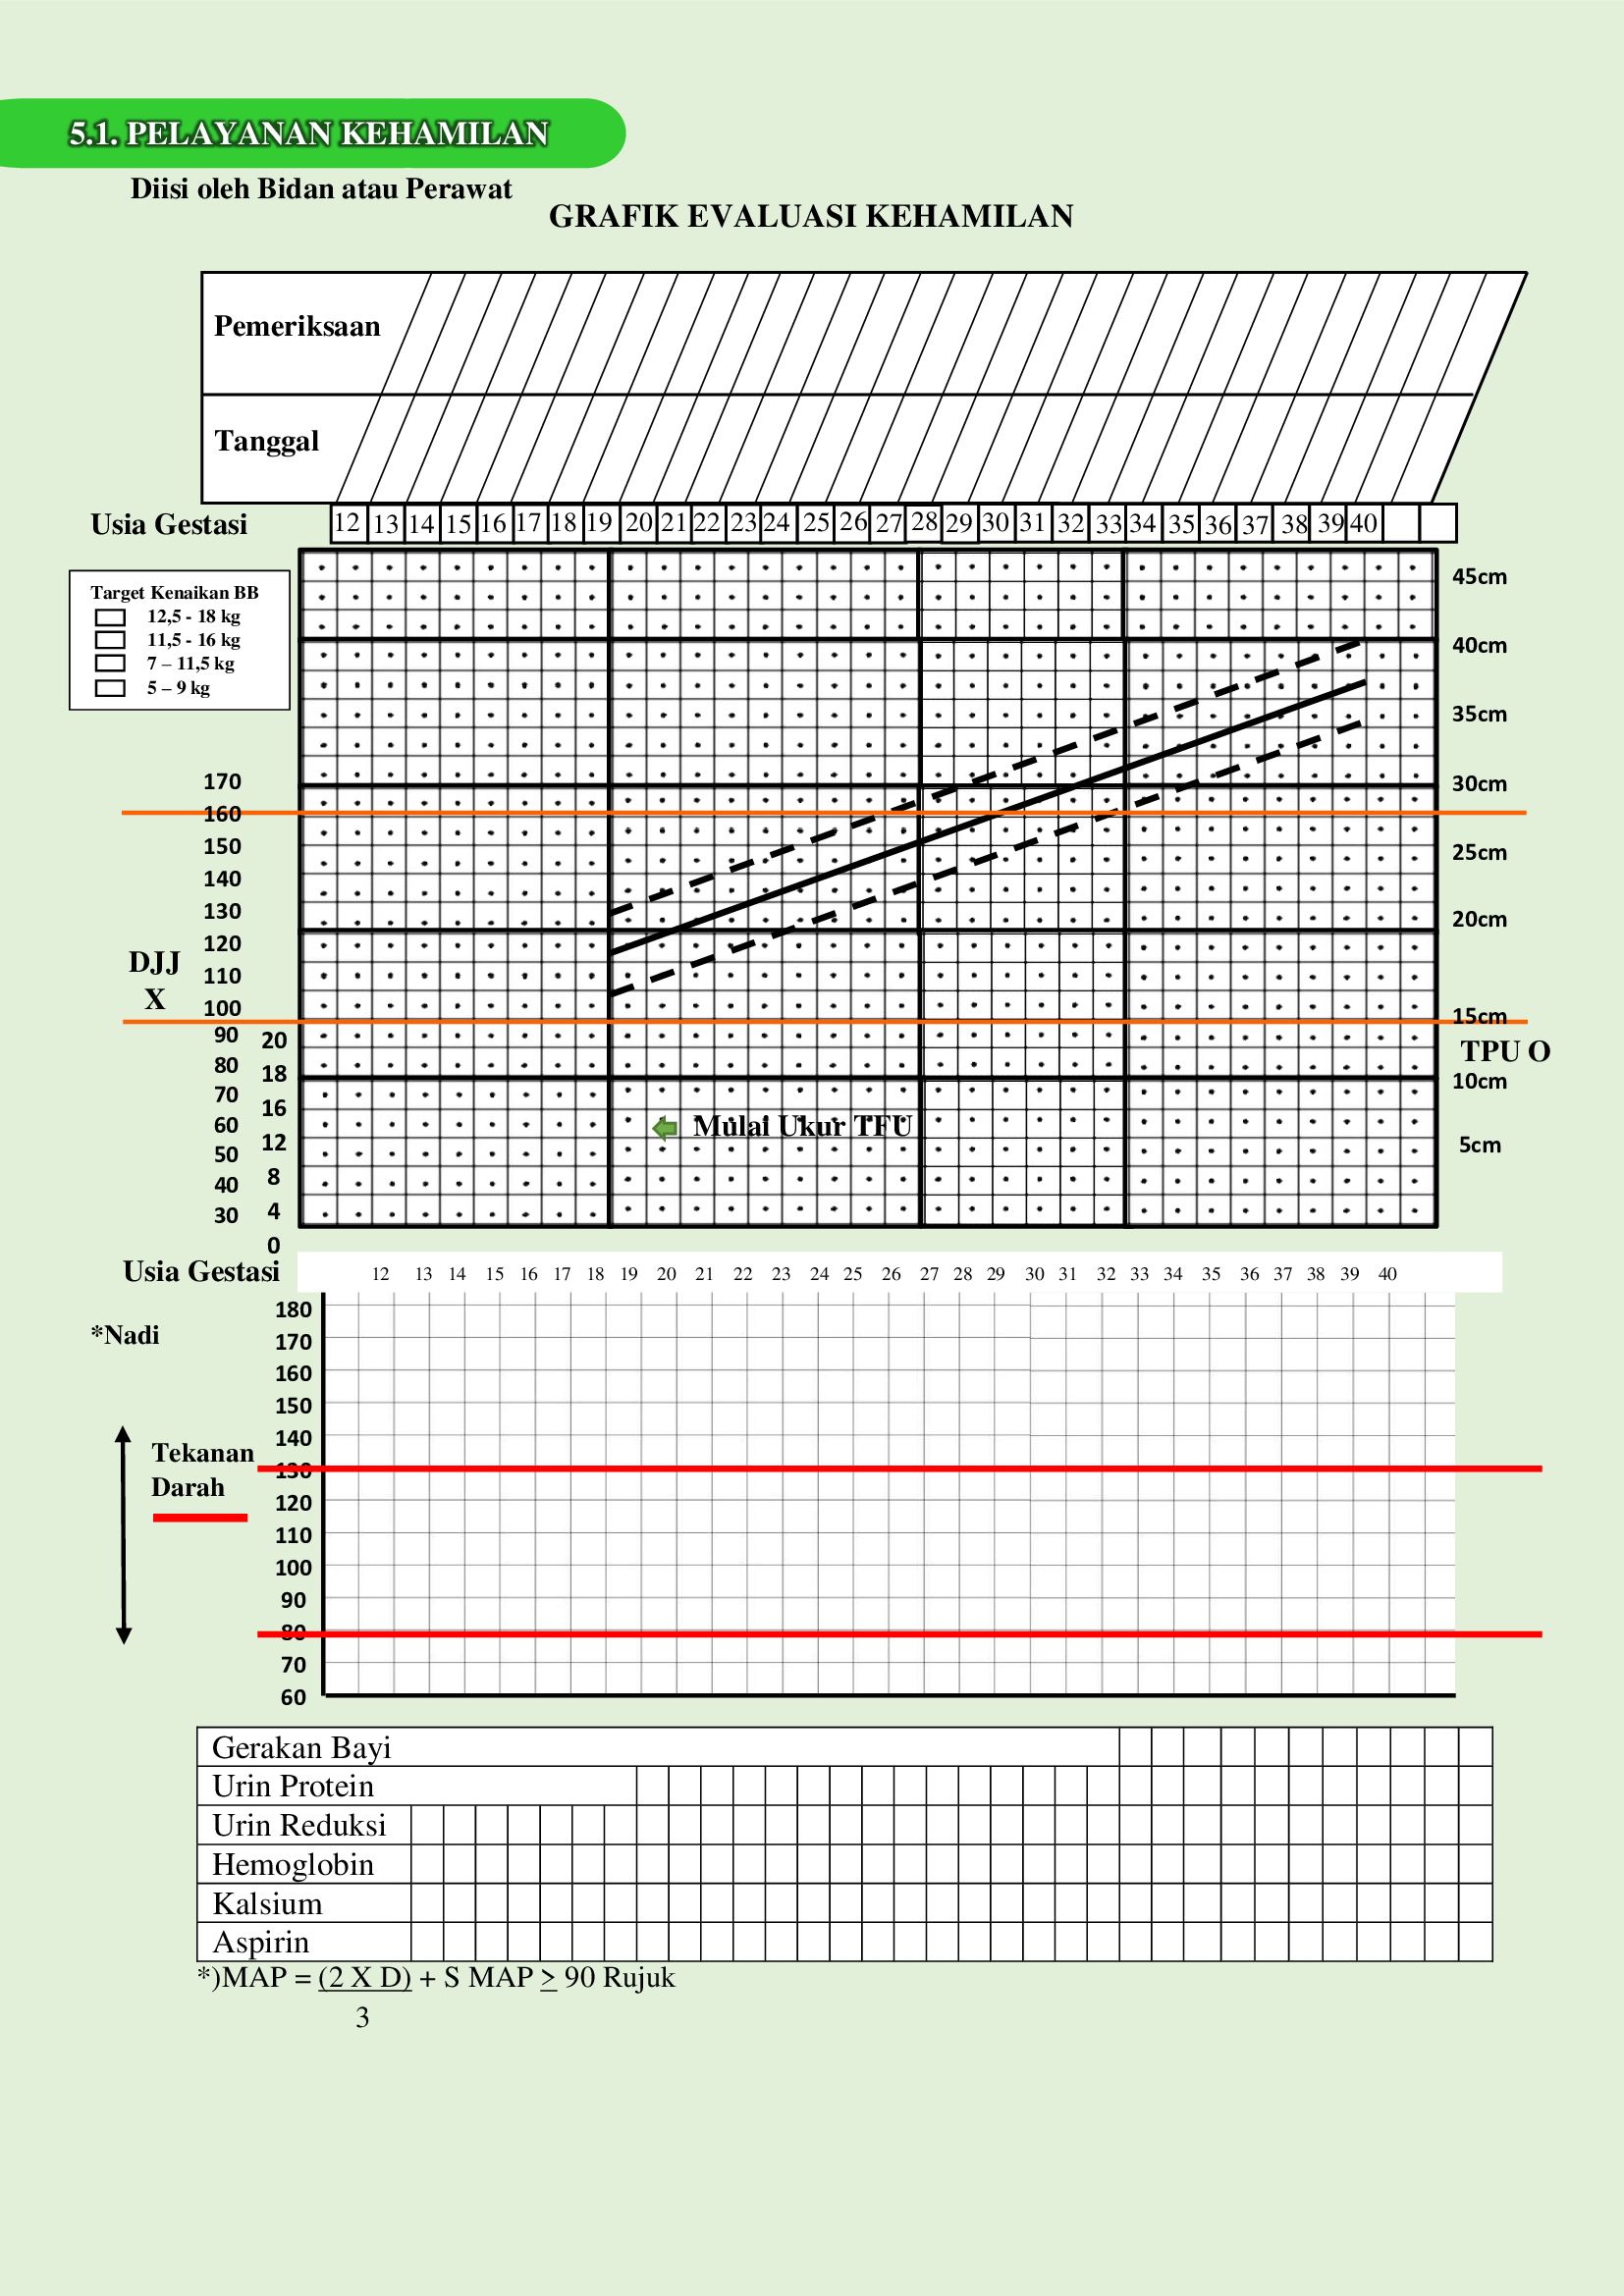 5.1. PELAYANAN KEHAMILAN
Diisi oleh Bidan atau Perawat
GRAFIK EVALUASI KEHAMILAN
Pemeriksaan
Tanggal
Usia Gestasi 12 13 14 15 16 17 18 19 20 21 22 23 24 25 26 27 28 29 30 31 32 33 34 35 36 37 38 39 40
Target Kenaikan BB
12,5 - 18 kg
11,5 - 16 kg
7 – 11,5 kg
5 – 9 kg
45cm
40cm
35cm
170 30cm
160
150 25cm
140
130 20cm
120
DJJ 110
X 100 15cm
90 20 TPU O
80 18 10cm
70 16
60 Mulai Ukur TFU
12 5cm
50
8
40
30 4
0
Usia Gestasi 12 13 14 15 16 17 18 19 20 21 22 23 24 25 26 27 28 29 30 31 32 33 34 35 36 37 38 39 40
180
*Nadi
170
160
150
140
Tekanan
130
Darah
120
110
100
90
80
70
60
Gerakan Bayi
Urin Protein
Urin Reduksi
Hemoglobin
Kalsium
Aspirin
*)MAP = (2 X D) + S MAP ≥ 90 Rujuk
3